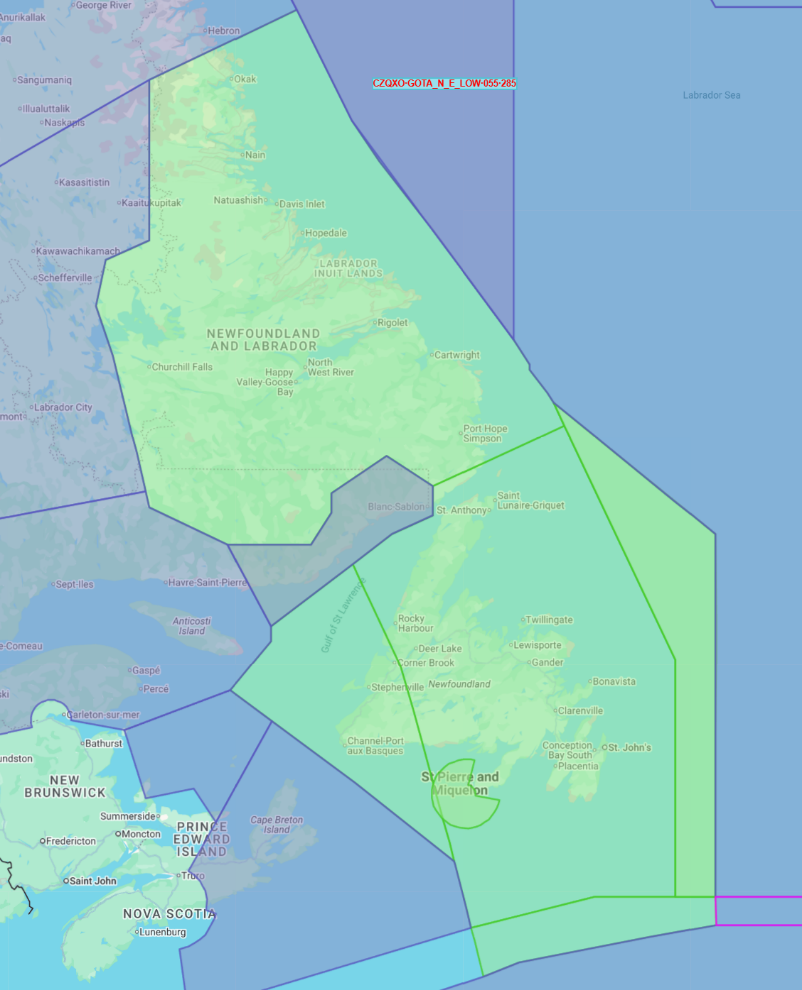 Anurikallak
George River
Hebron
aq
Sangumaniq
Okak
CZQXO-GOTA_N_E_LOW-055-285
Labrador Sea
Illualuttalik
Naskapis
Nain
Kasasitistin
Kaaitukupitak
Natuashish
Davis Inlet
Hopedale
Kawawachikamach
Schefferville
LABRADOR
INUIT LANDS
Rigolet
NEWFOUNDLAND
AND LABRADOR
Cartwright
Churchill Falls
North
West River
Happy
Valley-Goose
Bay
Labrador City
mont
Port Hope
Simpson
Blanc-Sablon
St. Anthony
Saint
Lunaire-Griquet
Sept-Iles
Havre-Saint-Pierre
Gulf of St Lawrence
Anticosti
Island
Rocky
Harbour
Twillingate
e-Comeau
Deer Lake
Lewisporte
Corner Brook
Gander
Gaspé
Stephenville
Newfoundland
Bonavista
Percé
ski
Carleton-sur-mer
Clarenville
Channel-Port
aux Basques
Conception
Bay South
St. John's
Placentia
Bathurst
undston
St Pierre and
Miquelon
NEW
BRUNSWICK
Summerside
Cape Breton
Island
PRINCE
EDWARD
ISLAND
Moncton
Fredericton
Truro
Saint John
NOVA SCOTIA
Lunenburg